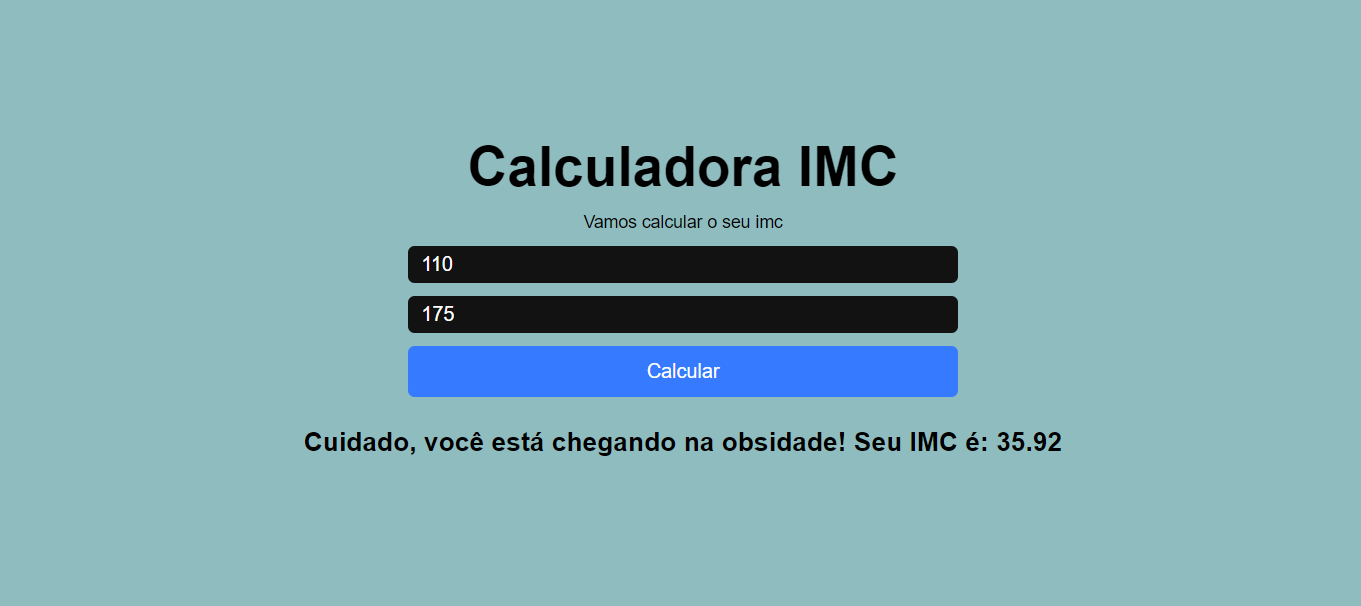 Calculadora IMC
Vamos calcular o seu imc
110
175
Calcular
Cuidado, você está chegando na obsidade! Seu IMC é: 35.92